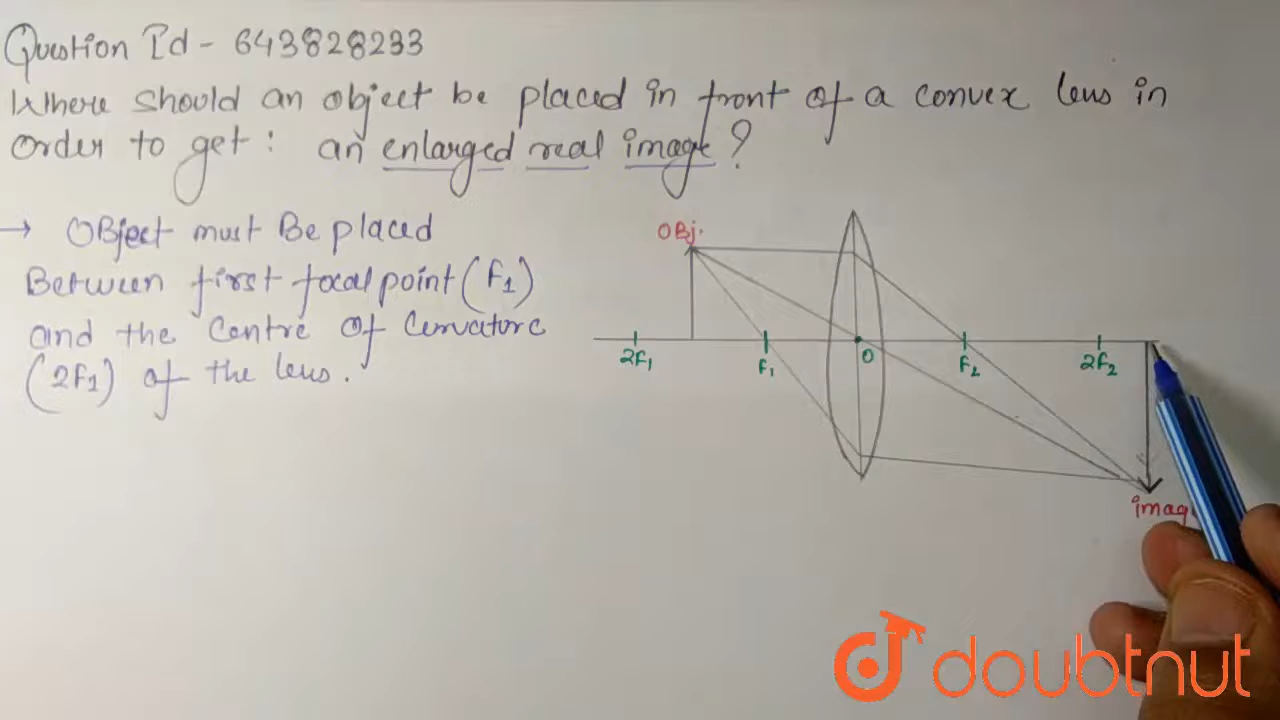 Question Id - 643828233
Where should an object be placed in front of a convex lens in
order to get : an enlarged real image ?
→ Object must Be placed
Between first focal point (F1)
and the Centre of Curvature
(2F1) of the lens.
OBj.
2F1
F1
O
F2
2F2
imag
doubtnut